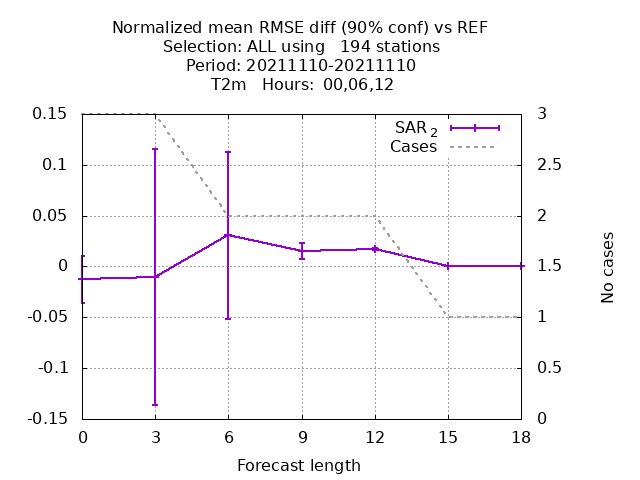 Normalized mean RMSE diff (90% conf) vs REF
Selection: ALL using   194 stations
Period: 20211110-20211110
T2m   Hours: 00,06,12
SAR 2
Cases
0.15
0.1
0.05
0
-0.05
-0.1
-0.15
3
2.5
2
1.5
1
0.5
0
No cases
0 3 6 9 12 15 18
Forecast length